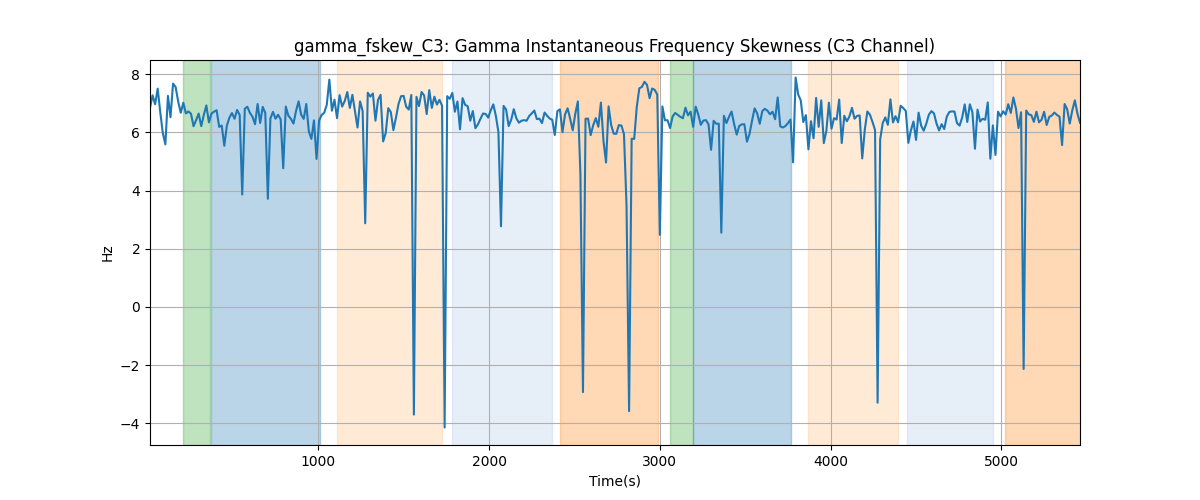 gamma_fskew_C3: Gamma Instantaneous Frequency Skewness (C3 Channel)
8
6
4
2
0
−2
−4
Hz
1000 2000 3000 4000 5000
Time(s)